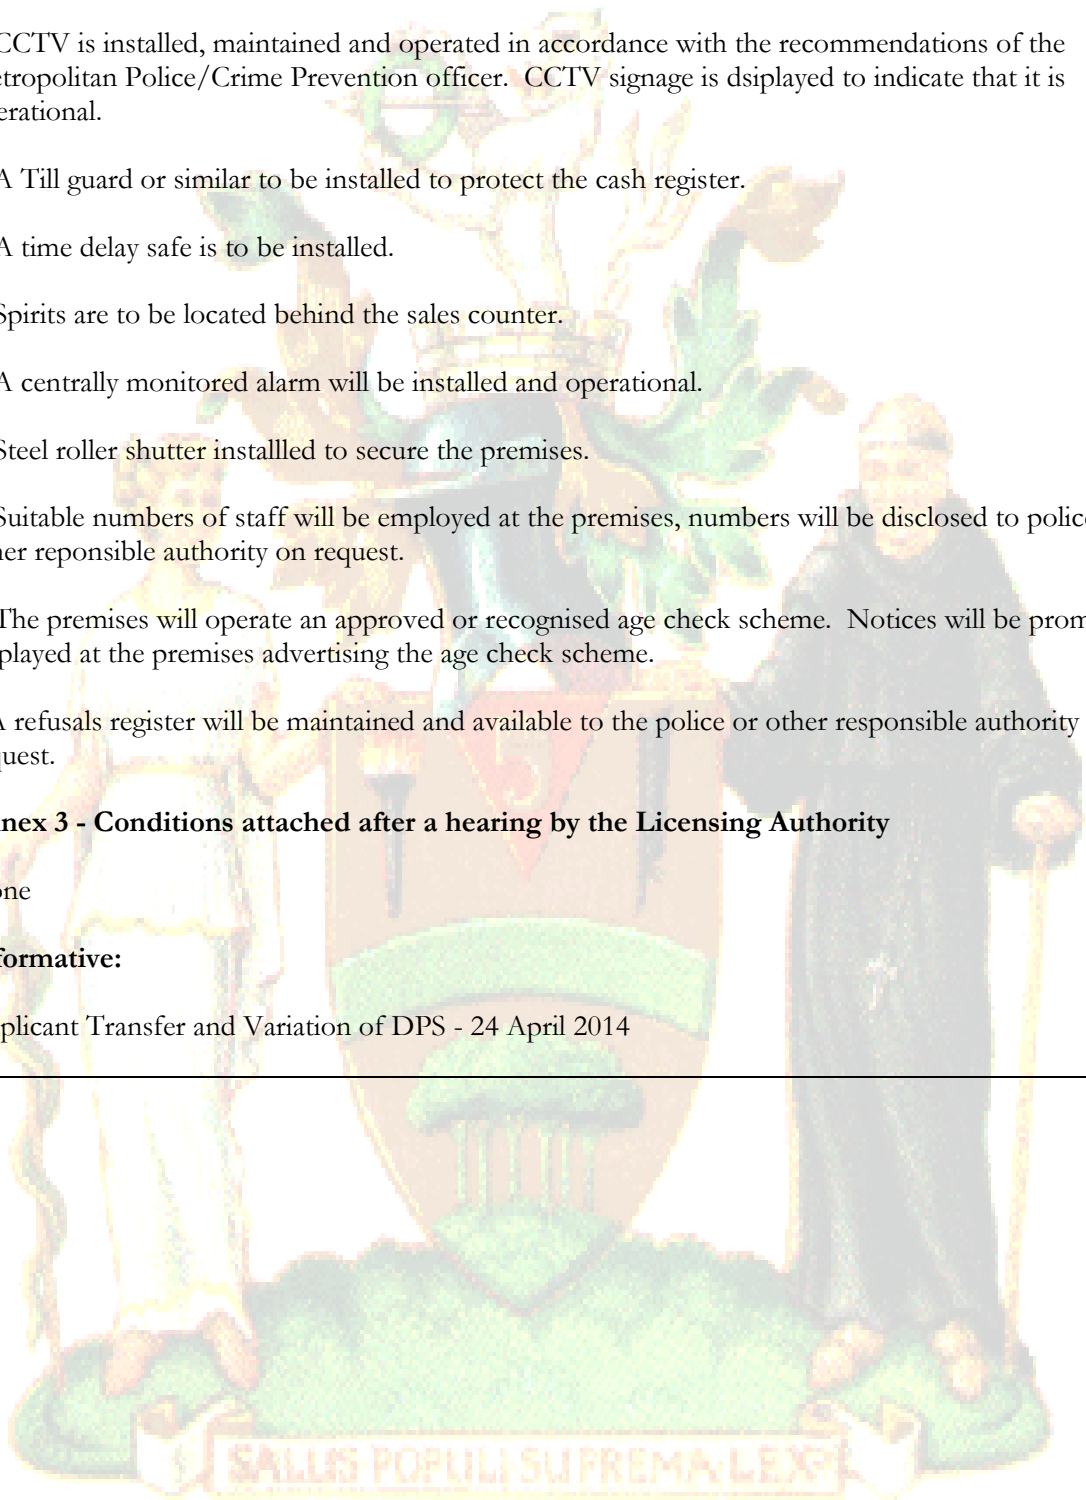 CCTV is installed, maintained and operated in accordance with the recommendations of the
etropolitan Police/Crime Prevention officer. CCTV signage is dsiplayed to indicate that it is
erational.
A Till guard or similar to be installed to protect the cash register.
A time delay safe is to be installed.
Spirits are to be located behind the sales counter.
A centrally monitored alarm will be installed and operational.
Steel roller shutter installled to secure the premises.
Suitable numbers of staff will be employed at the premises, numbers will be disclosed to police
her reponsible authority on request.
The premises will operate an approved or recognised age check scheme. Notices will be prom
played at the premises advertising the age check scheme.
A refusals register will be maintained and available to the police or other responsible authority
quest.
nex 3 - Conditions attached after a hearing by the Licensing Authority
one
formative:
plicant Transfer and Variation of DPS - 24 April 2014
SALUS POPULI SUPREMA LEX